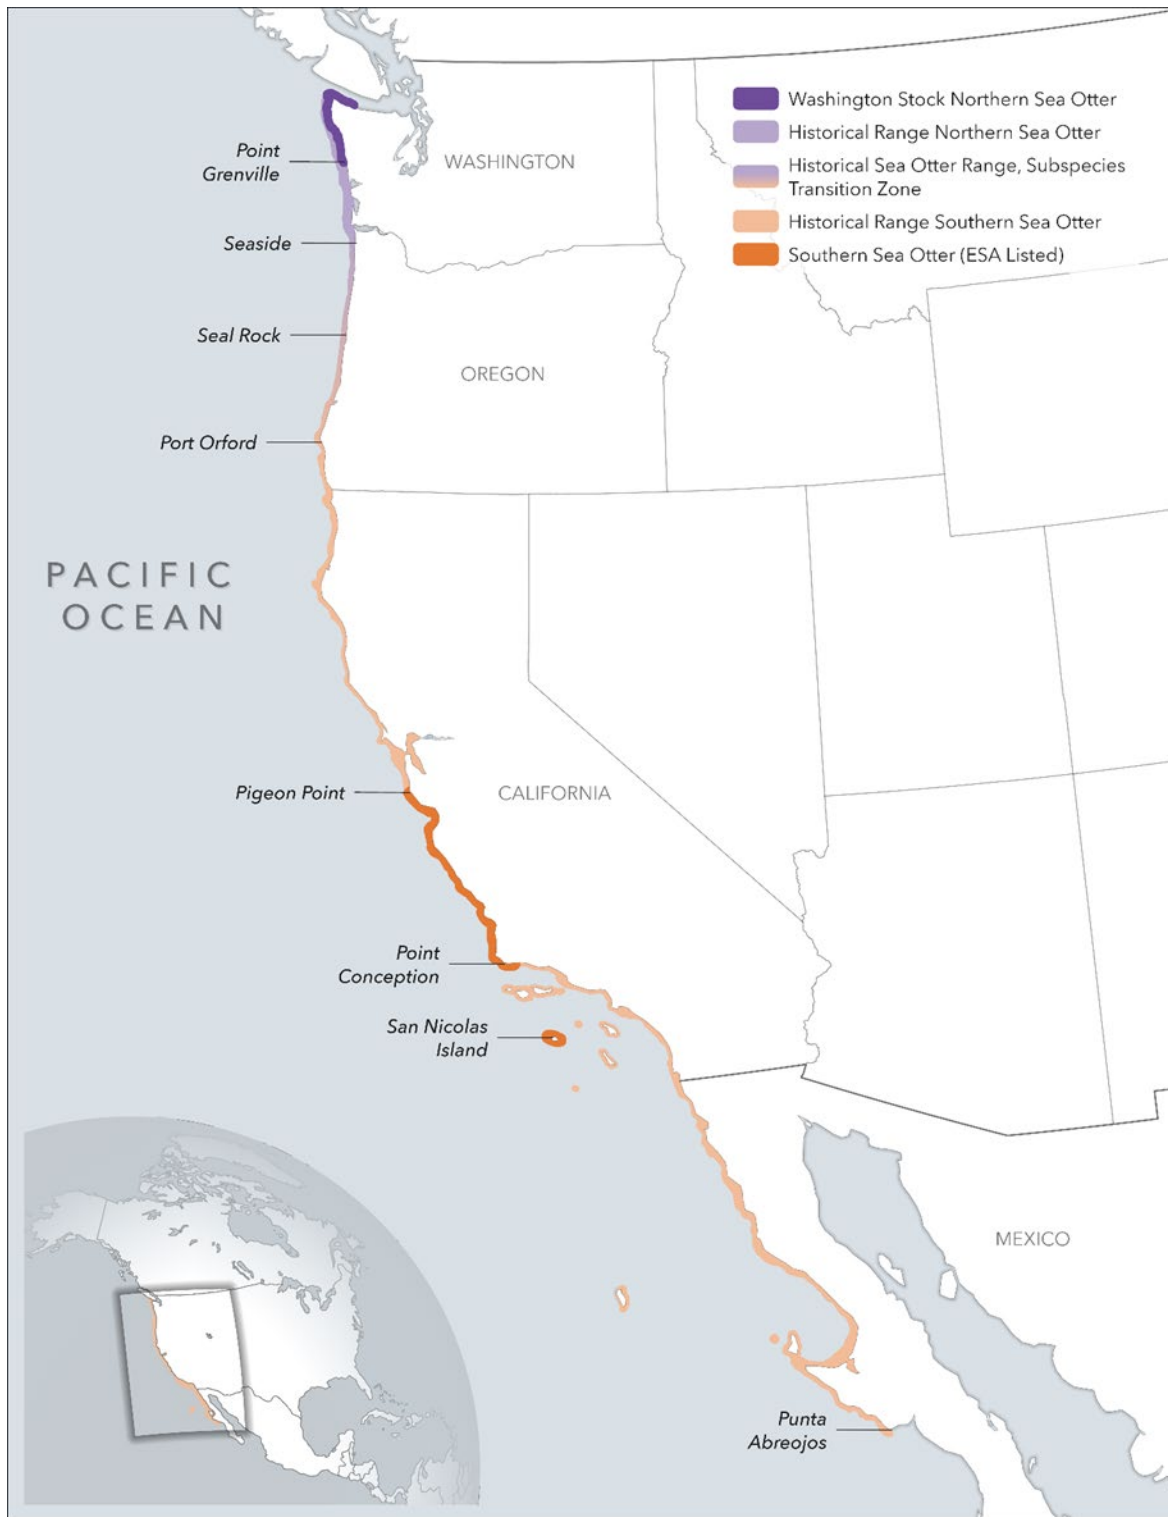 Washington Stock Northern Sea Otter
Historical Range Northern Sea Otter
Historical Sea Otter Range, Subspecies
Transition Zone
Historical Range Southern Sea Otter
Southern Sea Otter (ESA Listed)
Point
Grenville
WASHINGTON
Seaside
Seal Rock
OREGON
Port Orford
PACIFIC
OCEAN
Pigeon Point
CALIFORNIA
Point
Conception
San Nicolas
Island
MEXICO
Punta
Abreojos